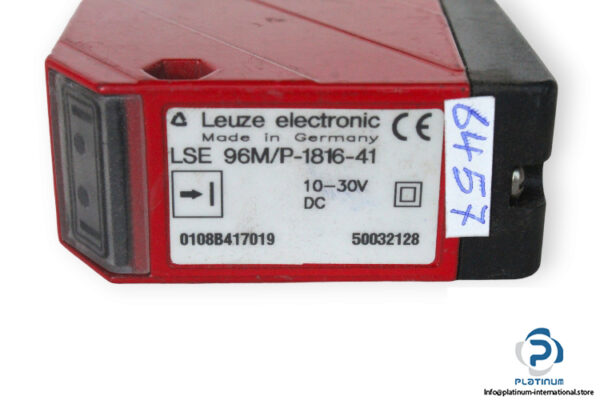 Leuze electronic
Made in Germany
CE
LSE 96M/P-1816-41
10–30V
DC
0108B417019
50032128
6457
PLATINUM
Info@platinum-international.store